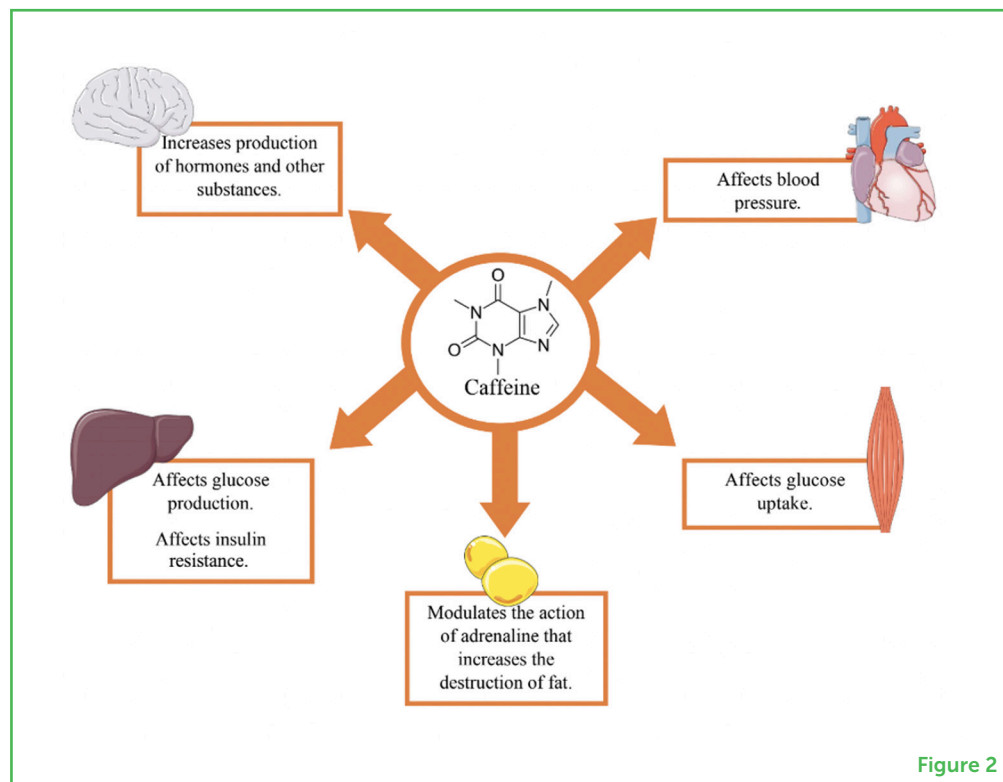 Increases production
of hormones and other
substances.
Affects blood
pressure.
O
N
N
O
N
N
Caffeine
Affects glucose
production.
Affects insulin
resistance.
Affects glucose
uptake.
Modulates the action
of adrenaline that
increases the
destruction of fat.
Figure 2